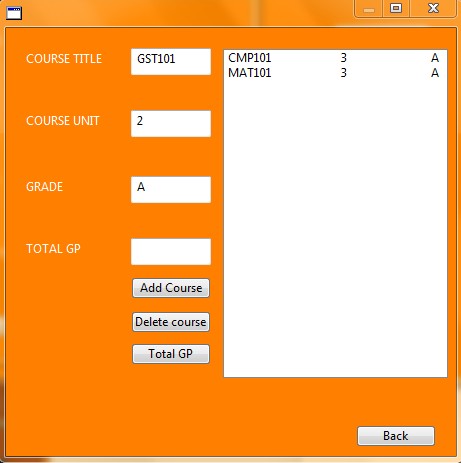 COURSE TITLE GST101
COURSE UNIT 2
GRADE A
TOTAL GP
Add Course
Delete course
Total GP
CMP101 3 A
MAT101 3 A
Back